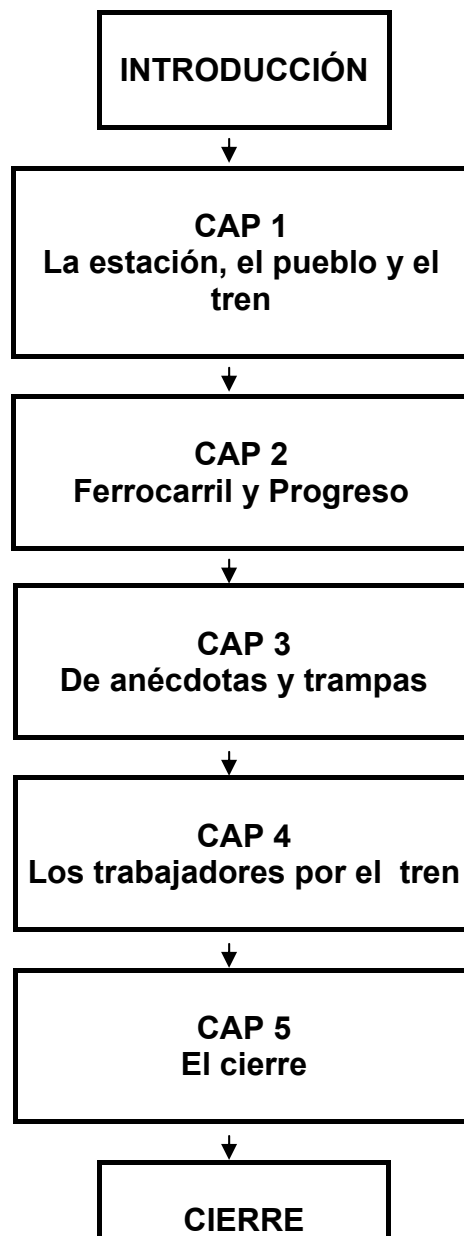 INTRODUCCIÓN
CAP 1
La estación, el pueblo y el
tren
CAP 2
Ferrocarril y Progreso
CAP 3
De anécdotas y trampas
CAP 4
Los trabajadores por el tren
CAP 5
El cierre
CIERRE